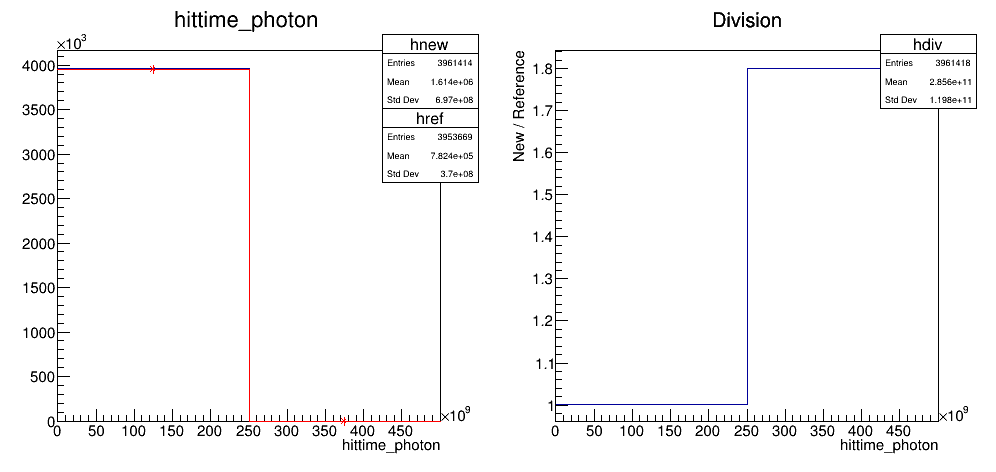 hittime_photon
×10³
hnew
Entries 3961414
Mean 1.614e+06
Std Dev 6.97e+08
href
Entries 3953669
Mean 7.824e+05
Std Dev 3.7e+08
4000
3500
3000
2500
2000
1500
1000
500
0
0 50 100 150 200 250 300 350 400 450
×10⁹
hittime_photon
Division
hdiv
Entries 3961418
Mean 2.856e+11
Std Dev 1.198e+11
New / Reference
1.8
1.7
1.6
1.5
1.4
1.3
1.2
1.1
1
0 50 100 150 200 250 300 350 400 450
×10⁹
hittime_photon